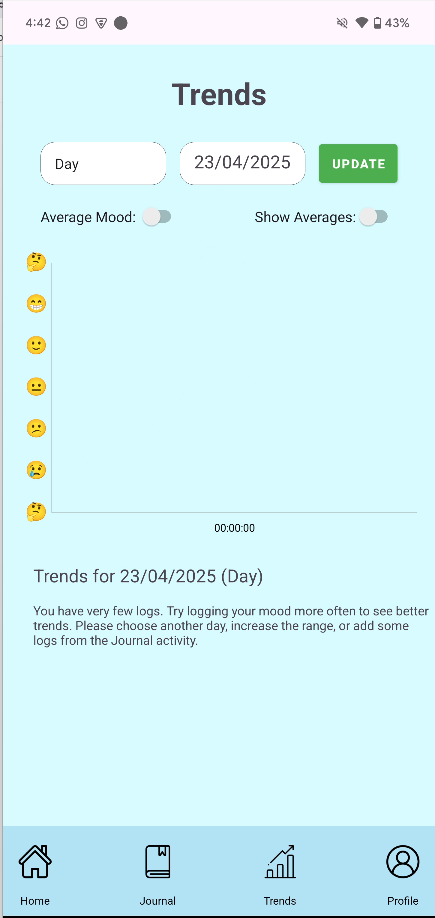 4:42
43%
Trends
Day
23/04/2025
UPDATE
Average Mood:
Show Averages:
00:00:00
Trends for 23/04/2025 (Day)
You have very few logs. Try logging your mood more often to see better
trends. Please choose another day, increase the range, or add some
logs from the Journal activity.
Home
Journal
Trends
Profile